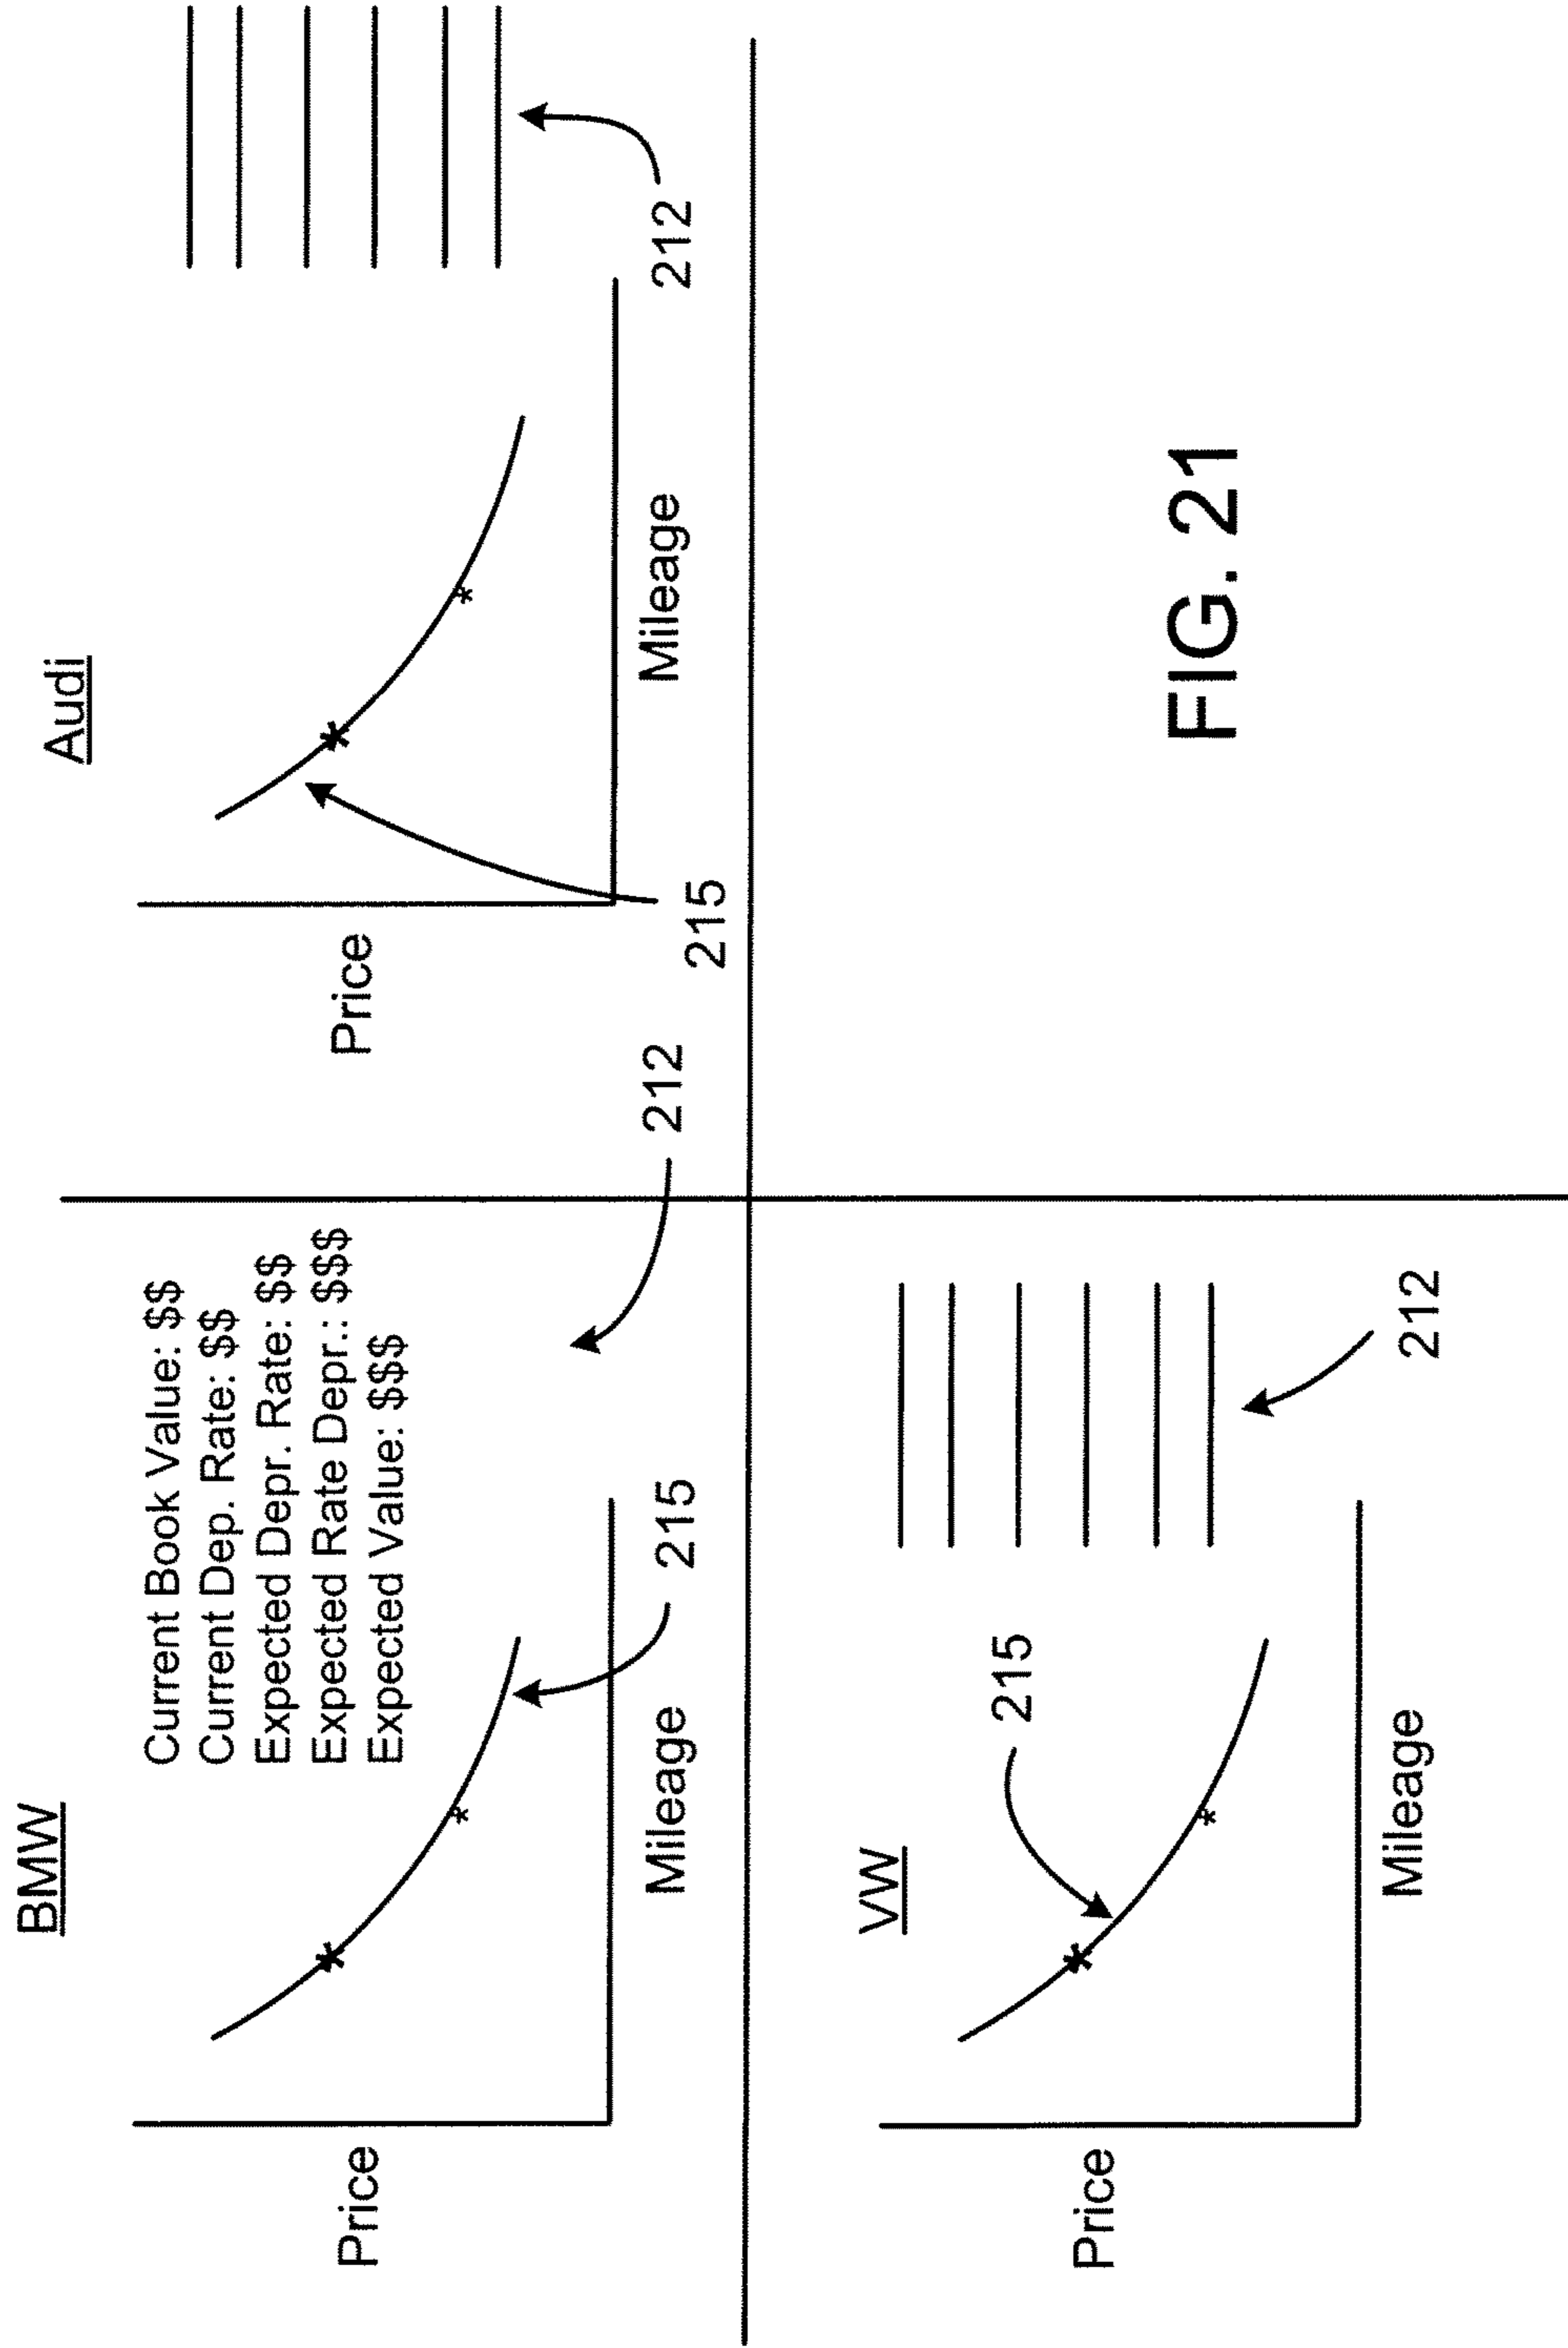 BMW
Current Book Value: $$
Current Dep. Rate: $$
Expected Depr. Rate: $$
Expected Rate Depr.: $$$
Expected Value: $$$
Price
Mileage
215
212
Audi
Price
Mileage
215
212
VW
Price
Mileage
215
212
FIG. 21